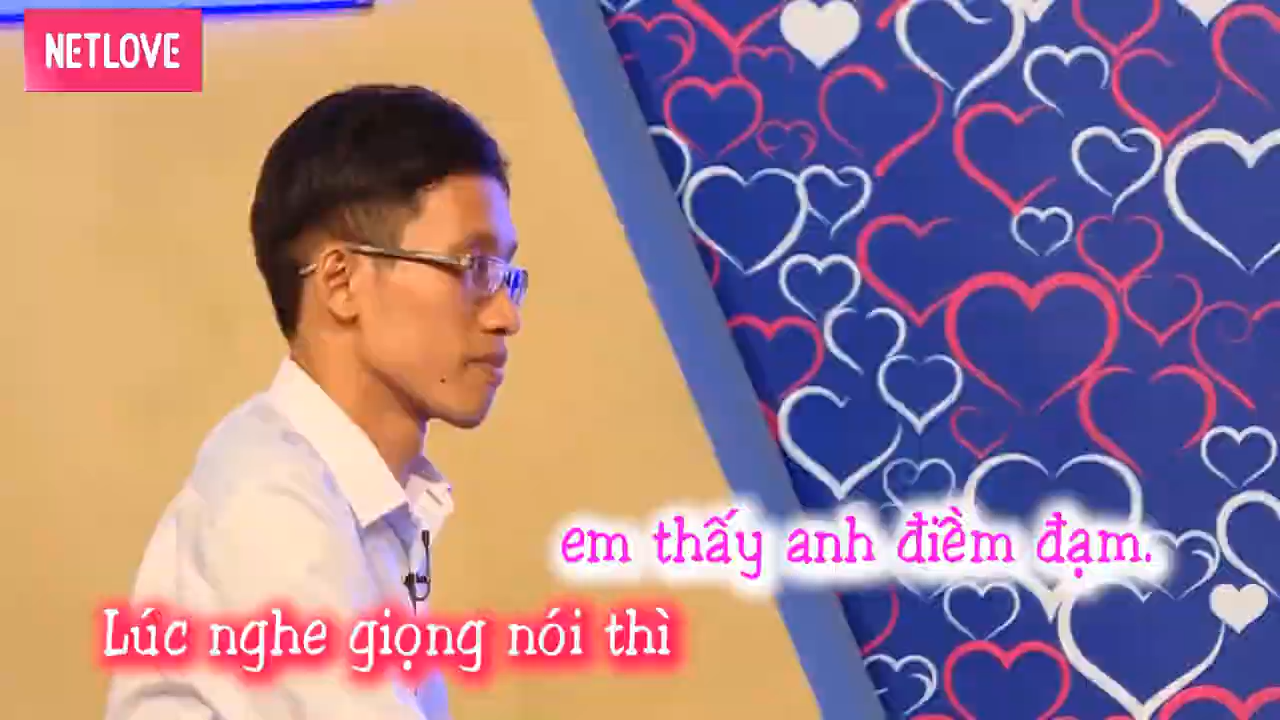 NETLOVE
Lúc nghe giọng nói thì
em thấy anh điềm đạm.